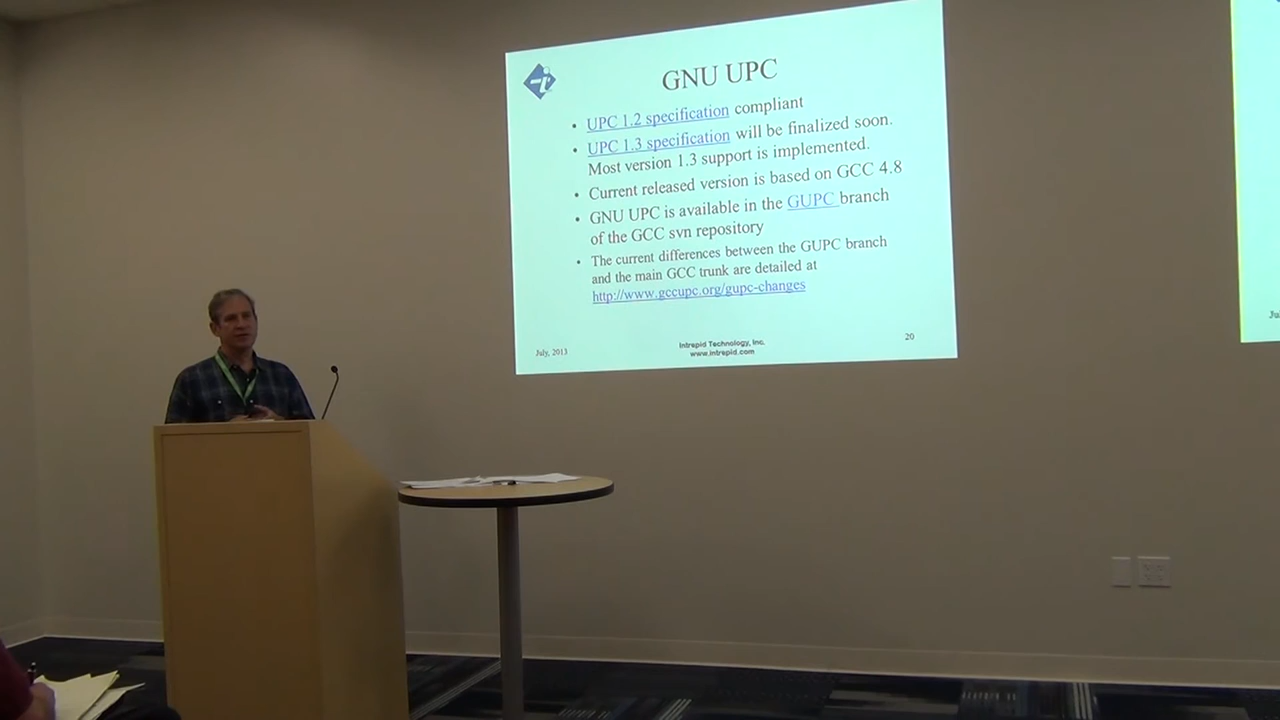 GNU UPC
• UPC 1.2 specification compliant
• UPC 1.3 specification will be finalized soon.
Most version 1.3 support is implemented.
• Current released version is based on GCC 4.8
• GNU UPC is available in the GUPC branch
of the GCC svn repository
• The current differences between the GUPC branch
and the main GCC trunk are detailed at
http://www.gccupc.org/gupc-changes
July, 2013
Intrepid Technology, Inc.
www.intrepid.com
20